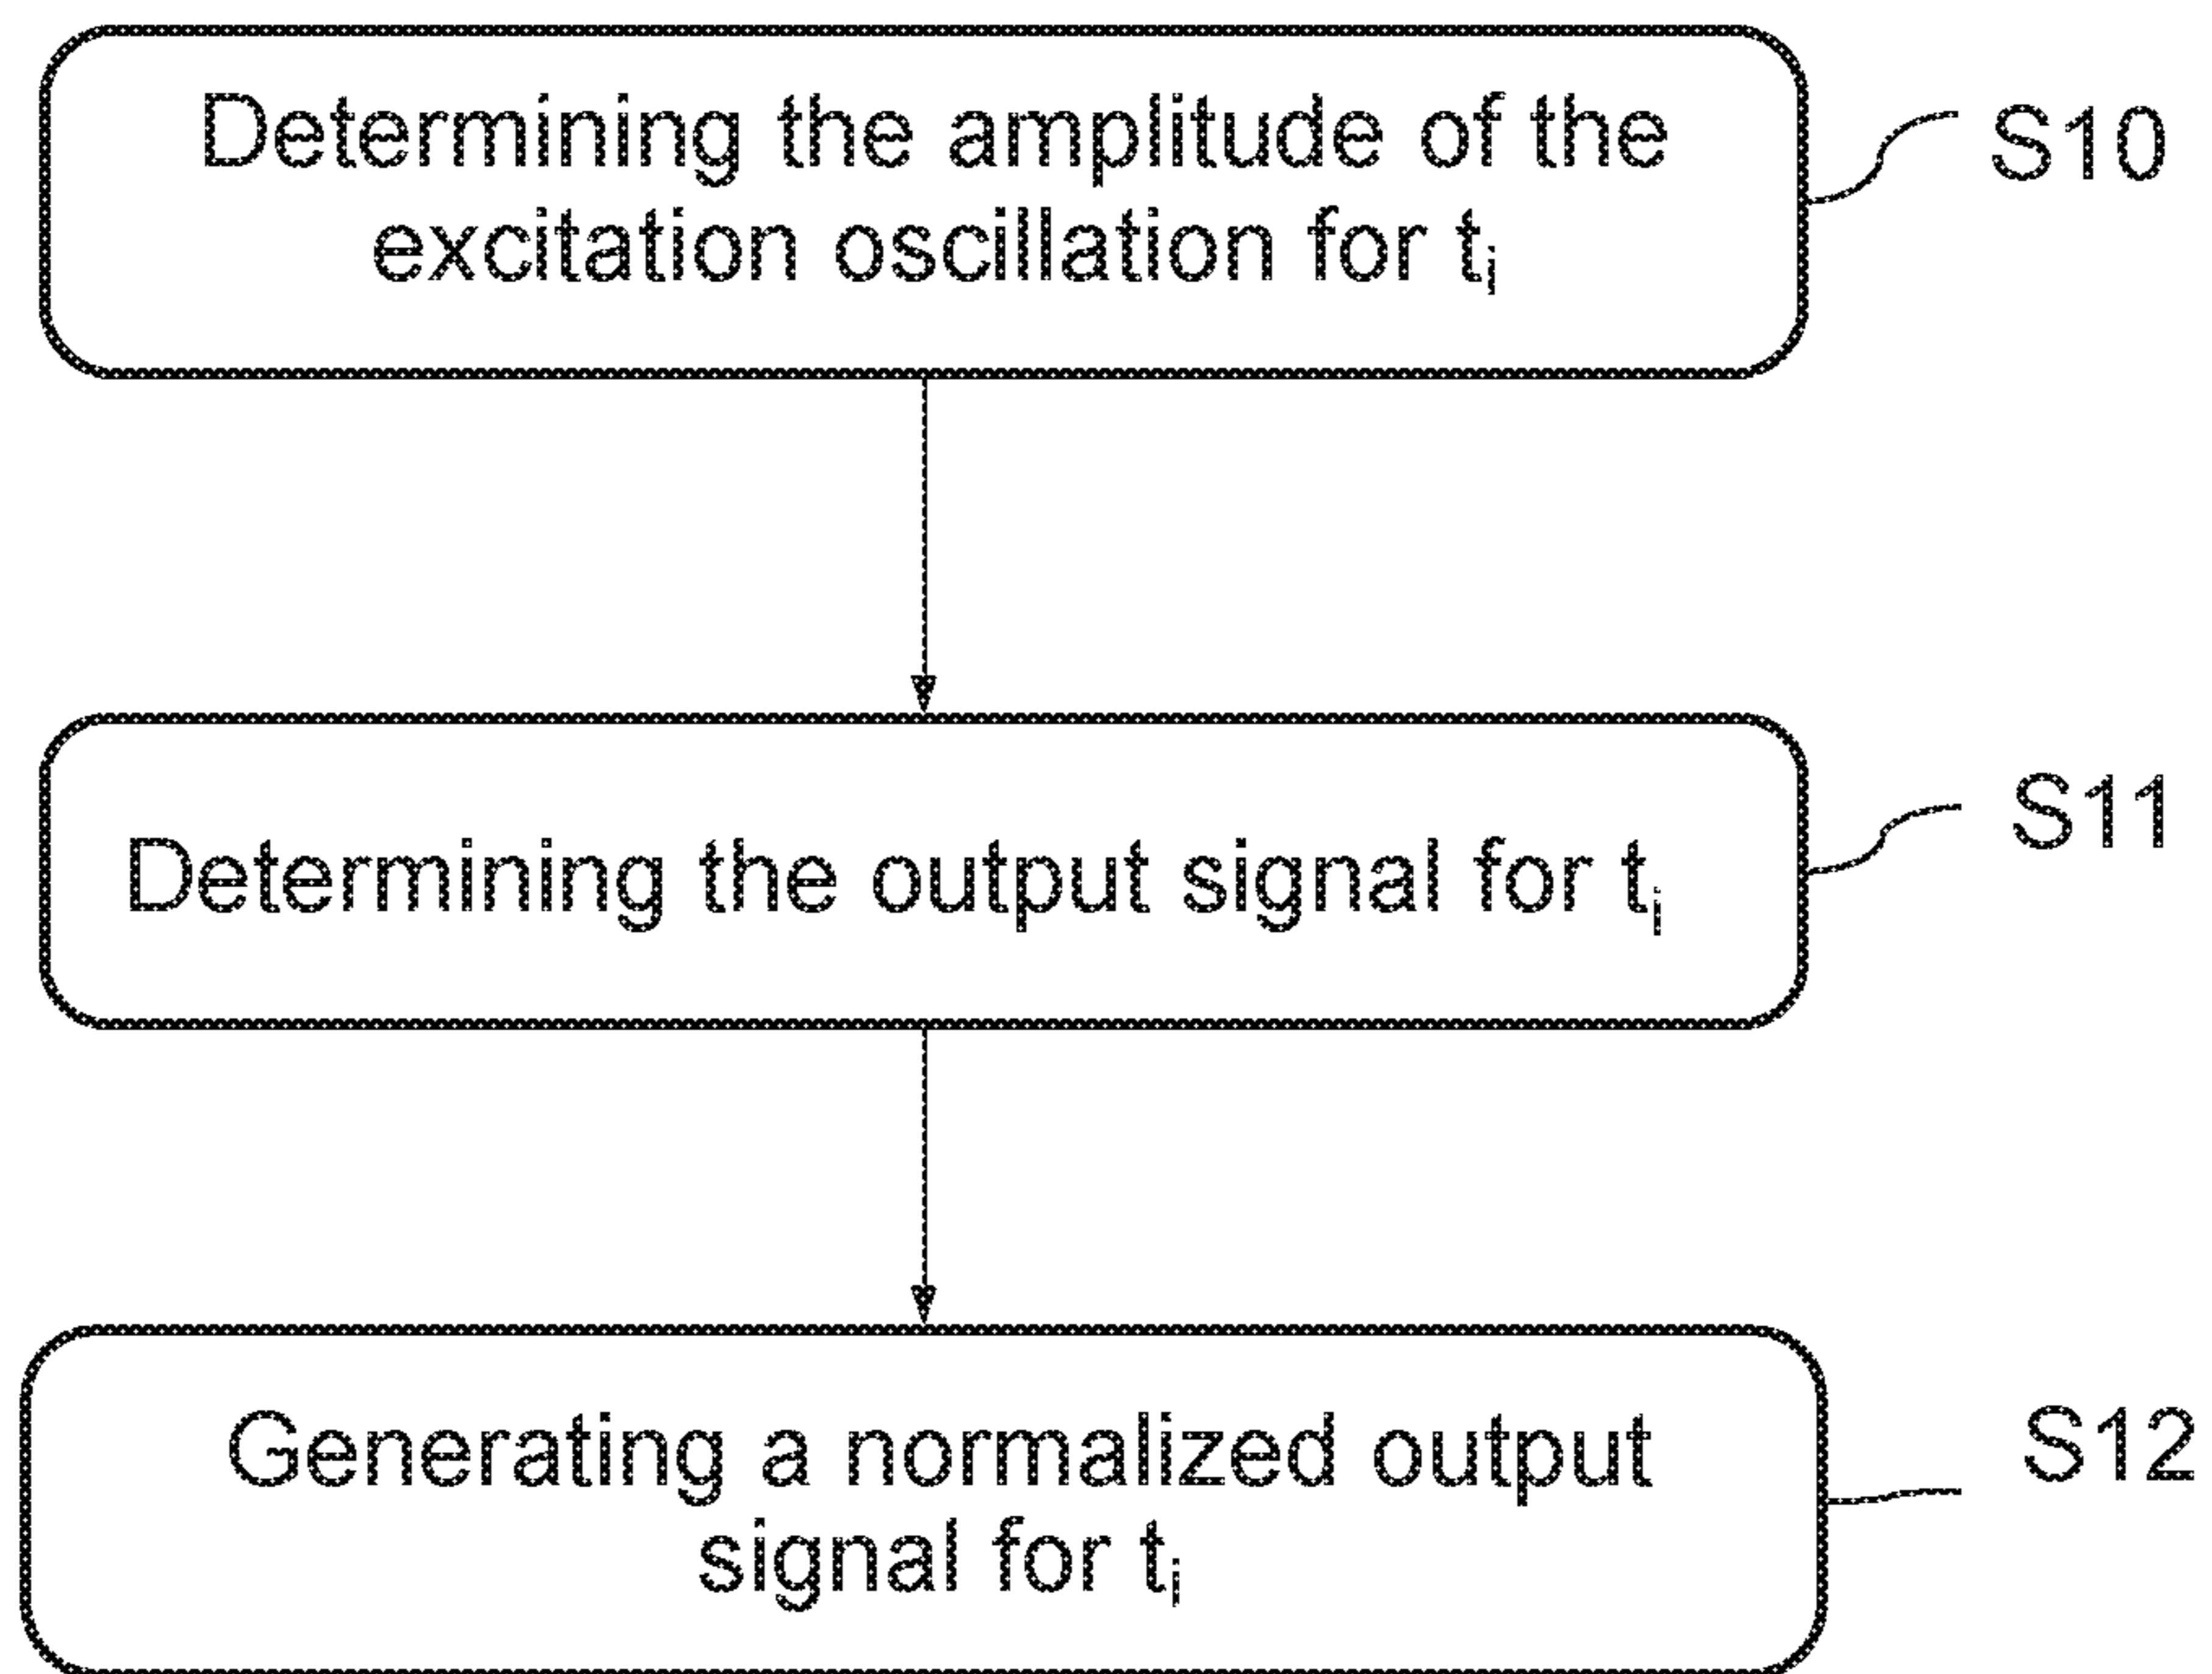 Determining the amplitude of the
excitation oscillation for tᵢ
S10
Determining the output signal for tᵢ
S11
Generating a normalized output
signal for tᵢ
S12